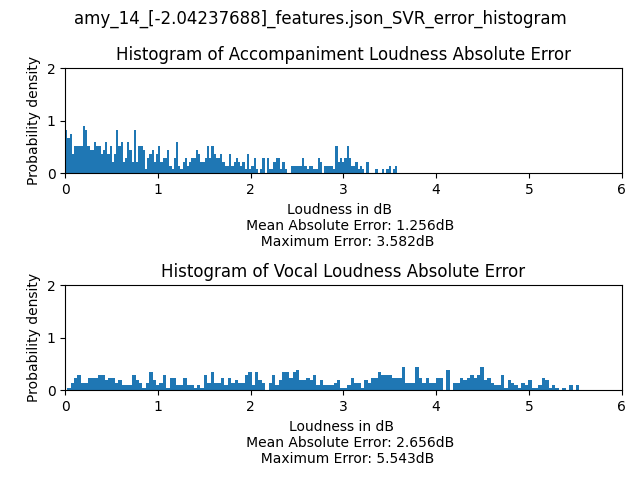 amy_14_[-2.04237688]_features.json_SVR_error_histogram
Histogram of Accompaniment Loudness Absolute Error
Probability density
2
1
0
0 1 2 3 4 5 6
Loudness in dB
Mean Absolute Error: 1.256dB
Maximum Error: 3.582dB
Histogram of Vocal Loudness Absolute Error
Probability density
2
1
0
0 1 2 3 4 5 6
Loudness in dB
Mean Absolute Error: 2.656dB
Maximum Error: 5.543dB